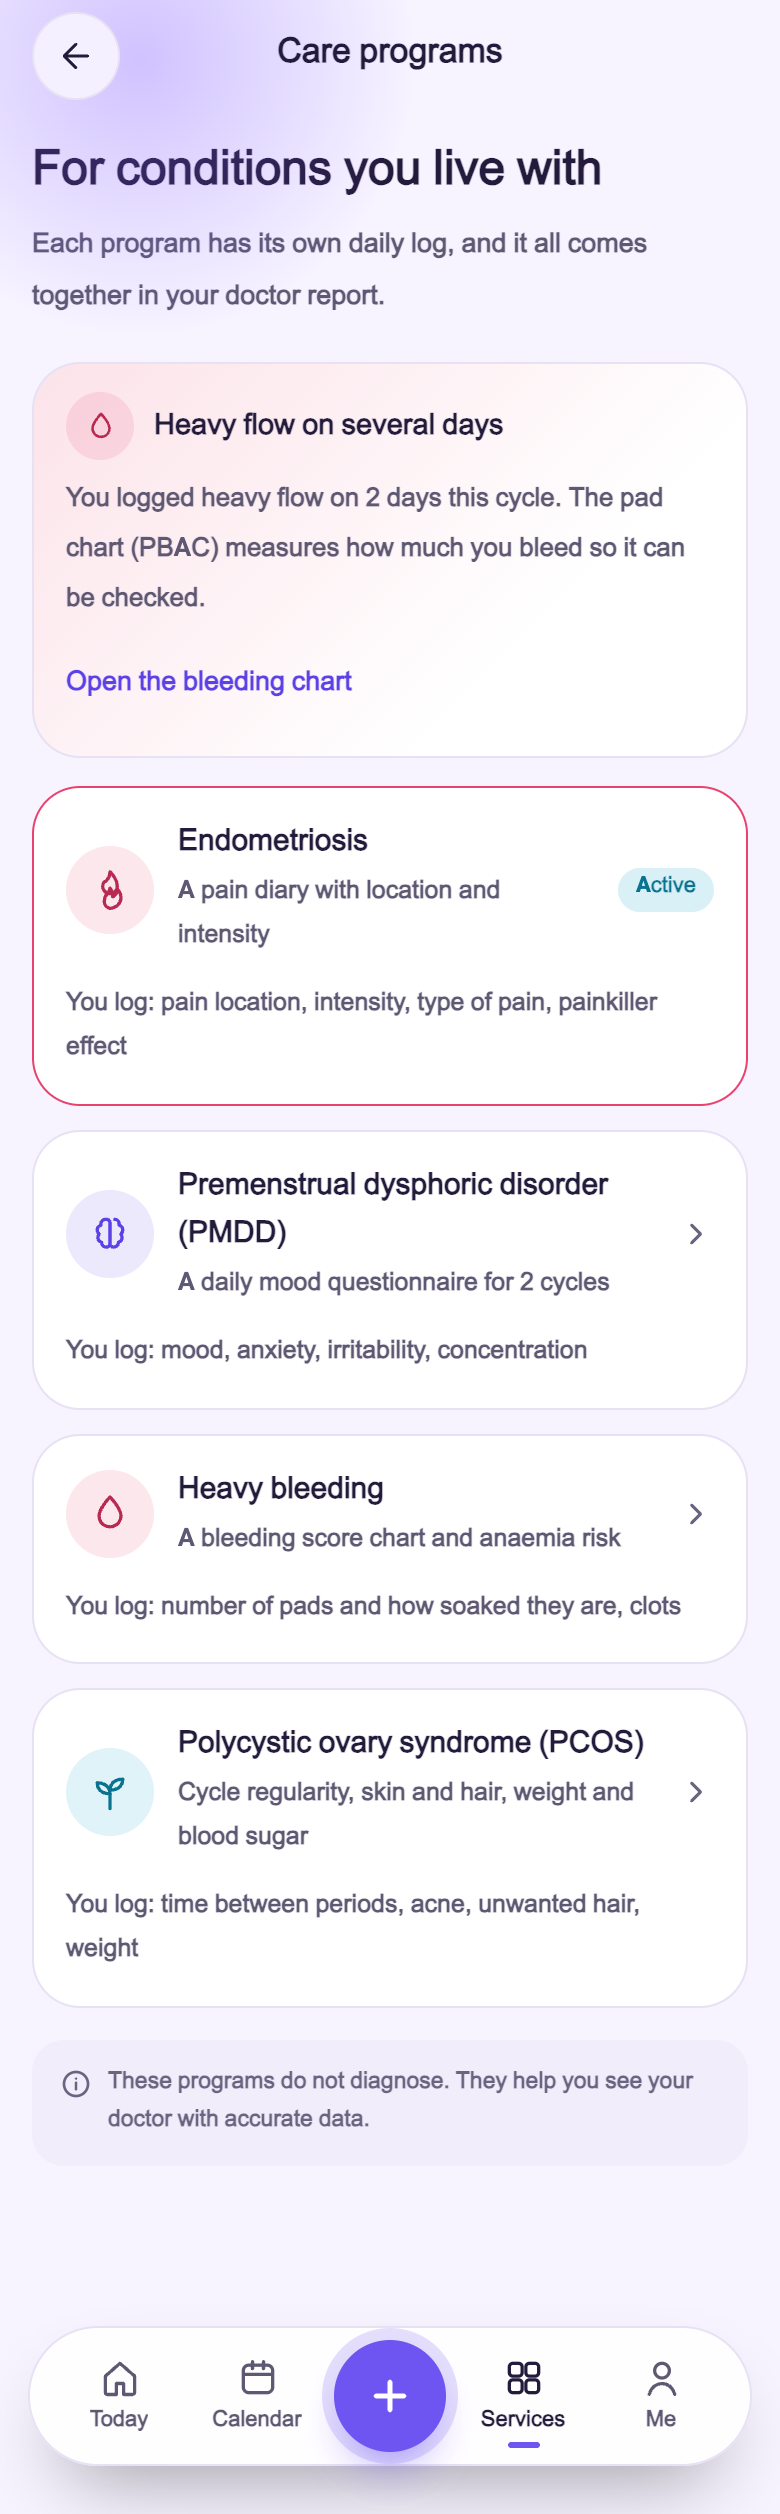 Care programs
For conditions you live with
Each program has its own daily log, and it all comes
together in your doctor report.
Heavy flow on several days
You logged heavy flow on 2 days this cycle. The pad
chart (PBAC) measures how much you bleed so it can
be checked.
Open the bleeding chart
Endometriosis
A pain diary with location and
intensity
Active
You log: pain location, intensity, type of pain, painkiller
effect
Premenstrual dysphoric disorder
(PMDD)
A daily mood questionnaire for 2 cycles
You log: mood, anxiety, irritability, concentration
Heavy bleeding
A bleeding score chart and anaemia risk
You log: number of pads and how soaked they are, clots
Polycystic ovary syndrome (PCOS)
Cycle regularity, skin and hair, weight and
blood sugar
You log: time between periods, acne, unwanted hair,
weight
These programs do not diagnose. They help you see your
doctor with accurate data.
Today
Calendar
Services
Me